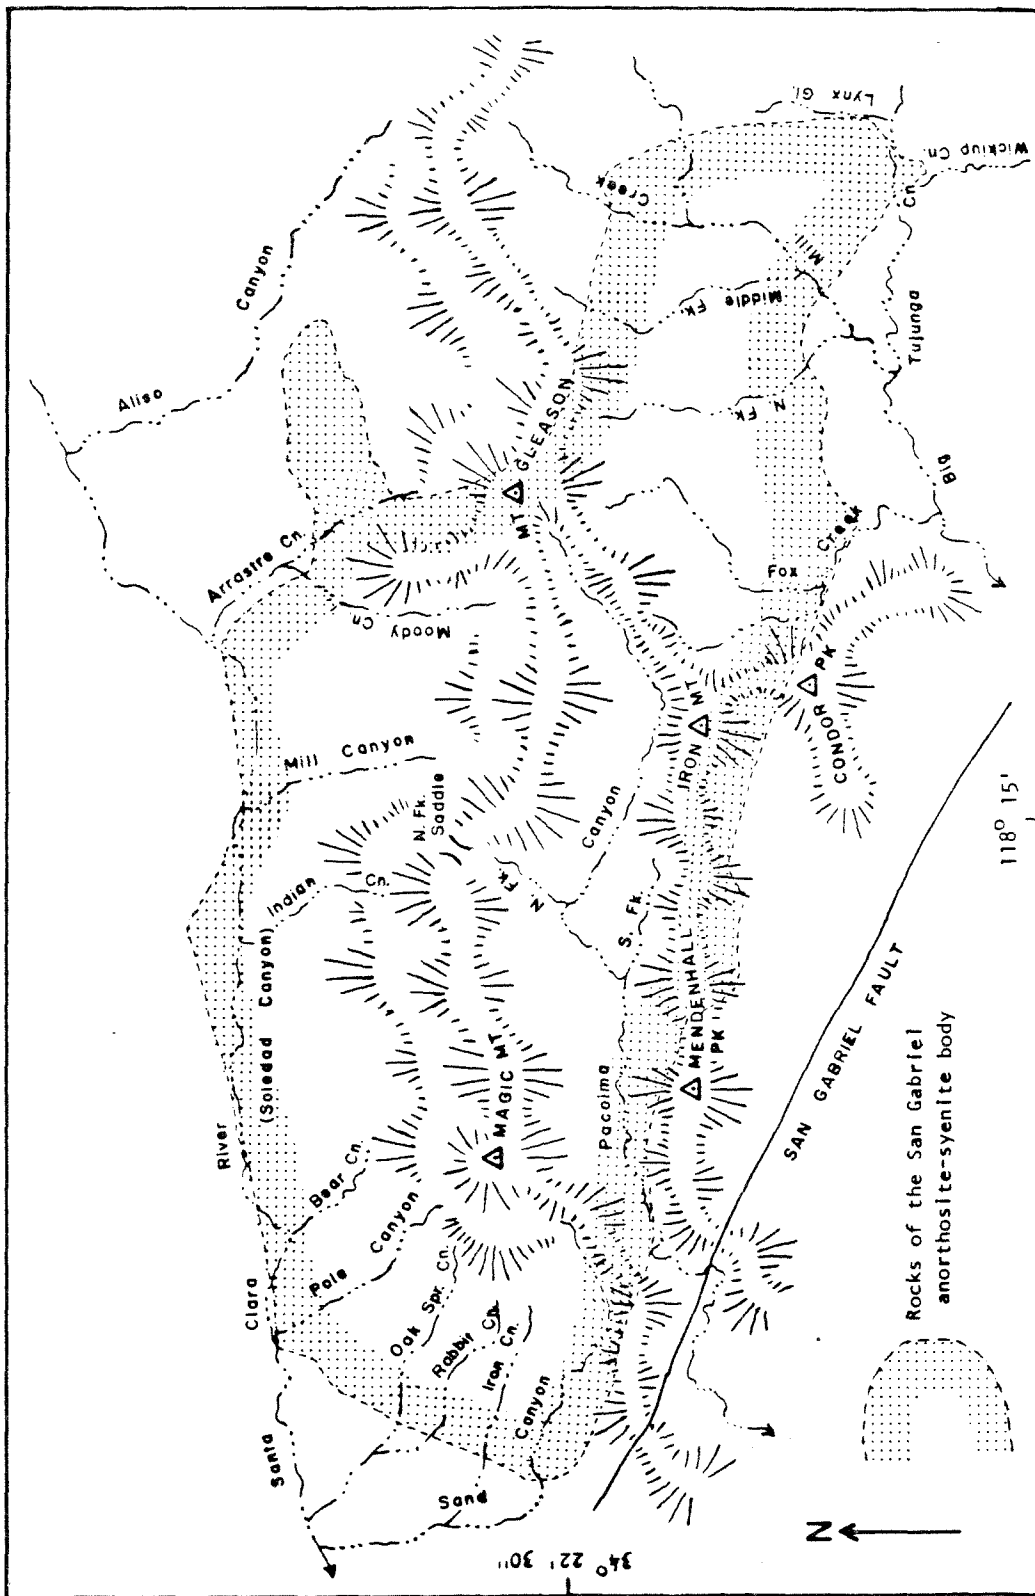 Aliso
Canyon
Arrastre Cn.
Moody Cn.
Mill Canyon
Indian Cn.
N. Fk.
Saddle
River
(Soledad Canyon)
Clara
Santa
Bear Cn.
Pole Canyon
Oak Spr. Cn.
Rabbit Cn.
Iron Cn.
Sand
Canyon
MAGIC MT.
MT GLEASON
N. Fk.
Canyon
S. Fk.
Pacoima
MENDENHALL
PK
IRON MT.
CONDOR PK
Fox
Creek
N. Fk.
Middle Fk.
Mill
Creek
Lynx Gl.
Wickiup Cn.
Big
Tujunga
Cn.
SAN GABRIEL FAULT
Rocks of the San Gabriel
anorthosite-syenite body
N
34° 22' 30"
118° 15'